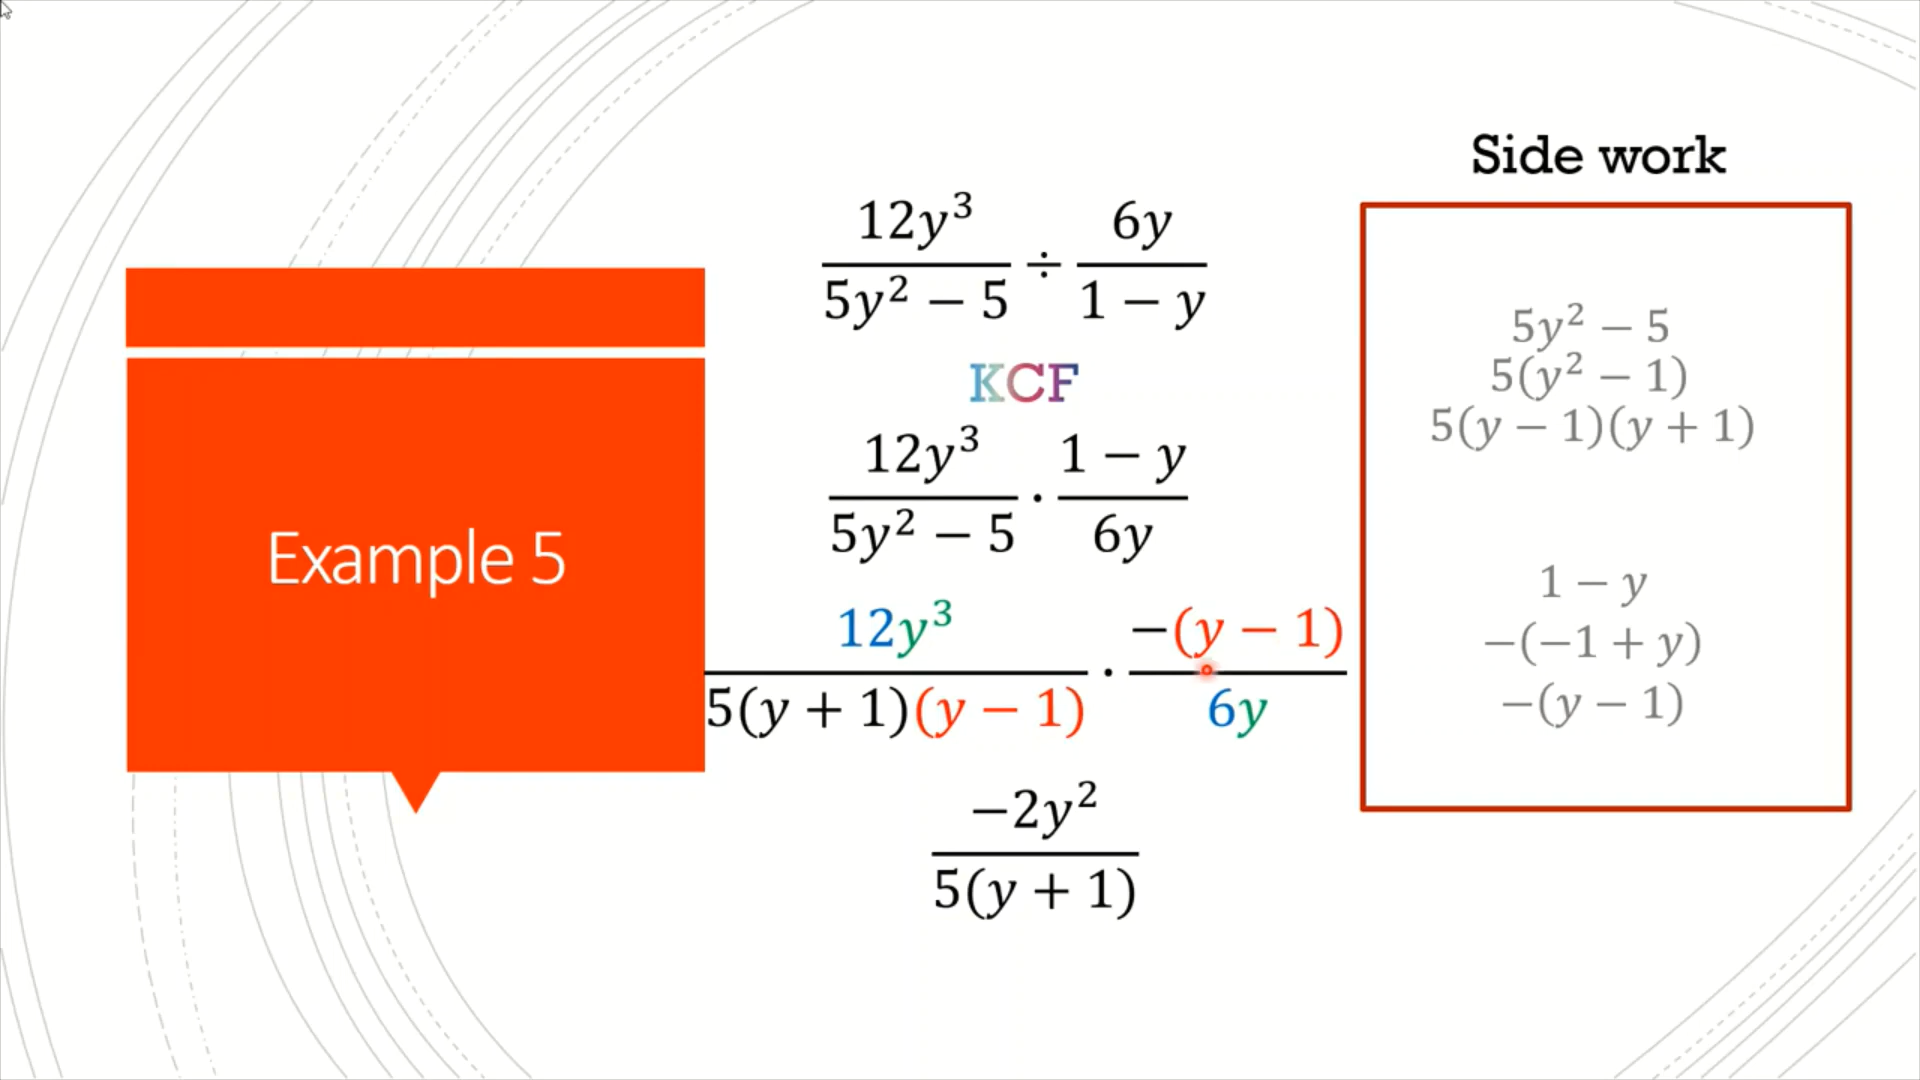 Example 5
12y³ / (5y² − 5) ÷ 6y / (1 − y)
KCF
12y³ / (5y² − 5) · (1 − y) / 6y
12y³ / 5(y + 1)(y − 1) · −(y − 1) / 6y
−2y² / 5(y + 1)
Side work
5y² − 5
5(y² − 1)
5(y − 1)(y + 1)
1 − y
−(−1 + y)
−(y − 1)